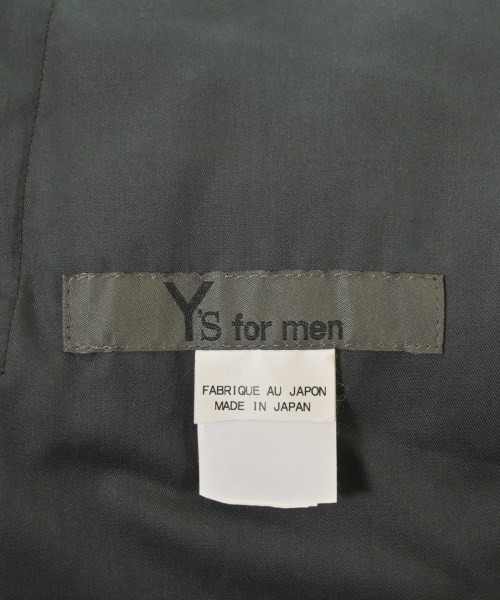 Y's for men
FABRIQUE AU JAPON
MADE IN JAPAN